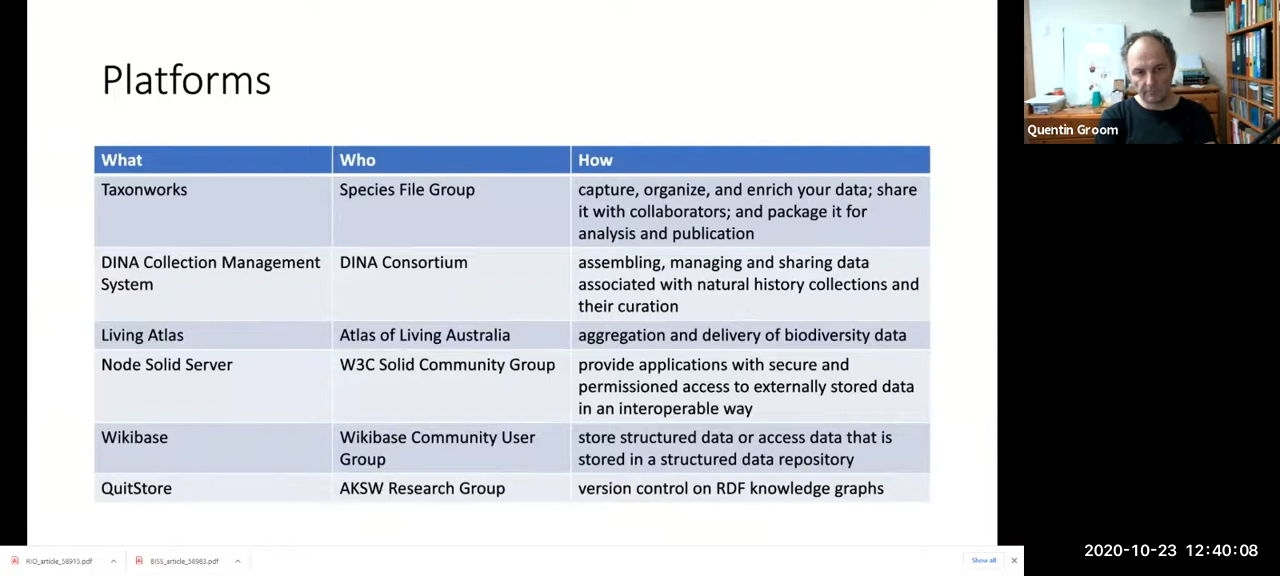 Platforms
What Who How
Taxonworks Species File Group capture, organize, and enrich your data; share
it with collaborators; and package it for
analysis and publication
DINA Collection Management DINA Consortium assembling, managing and sharing data
System associated with natural history collections and
their curation
Living Atlas Atlas of Living Australia aggregation and delivery of biodiversity data
Node Solid Server W3C Solid Community Group provide applications with secure and
permissioned access to externally stored data
in an interoperable way
Wikibase Wikibase Community User store structured data or access data that is
Group stored in a structured data repository
QuitStore AKSW Research Group version control on RDF knowledge graphs
Quentin Groom
RIO_article_58915.pdf BISS_article_58983.pdf Show all
2020-10-23 12:40:08